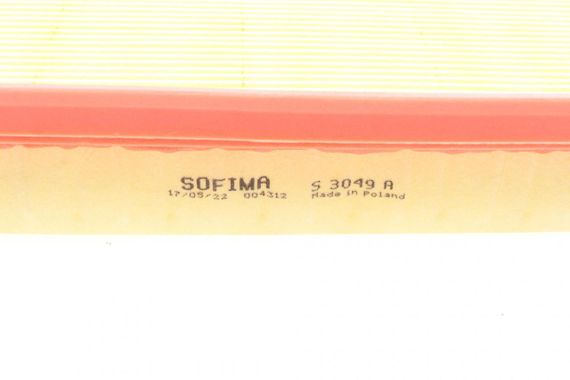 SOFIMA S 3049 A
17/05/22 004312 Made in Poland